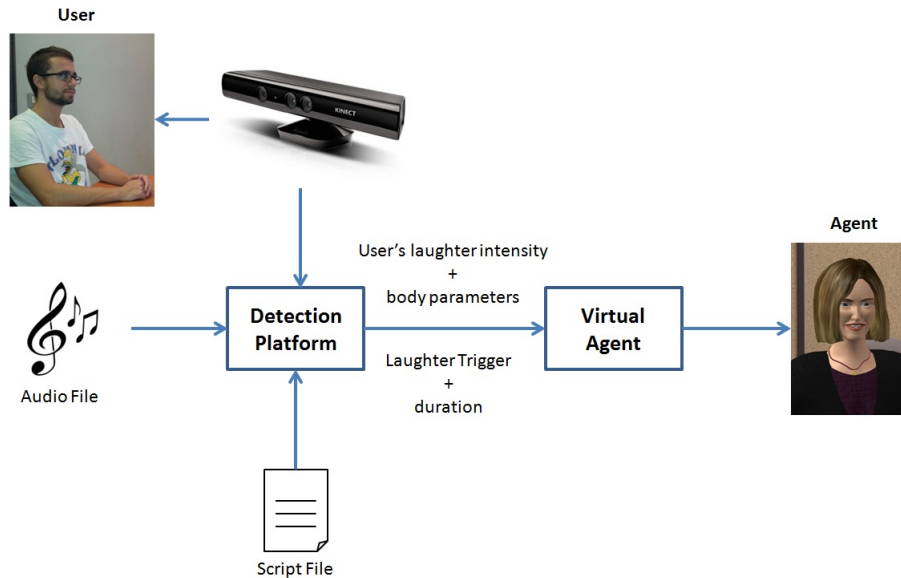 User
KINECT
Agent
User's laughter intensity
+
body parameters
Detection
Platform
Virtual
Agent
Laughter Trigger
+
duration
Audio File
Script File